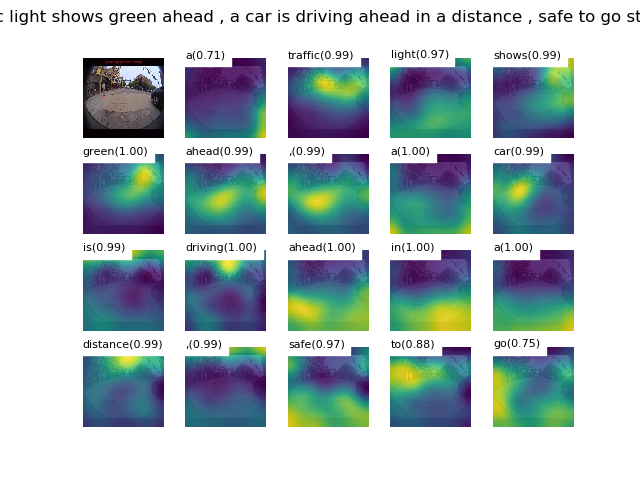 c light shows green ahead , a car is driving ahead in a distance , safe to go st
a(0.71) traffic(0.99) light(0.97) shows(0.99)
green(1.00) ahead(0.99) ,(0.99) a(1.00) car(0.99)
is(0.99) driving(1.00) ahead(1.00) in(1.00) a(1.00)
distance(0.99) ,(0.99) safe(0.97) to(0.88) go(0.75)